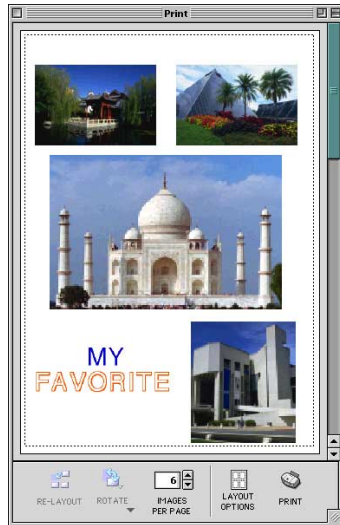 Print
MY
FAVORITE
6
RE-LAYOUT
ROTATE
IMAGES
PER PAGE
LAYOUT
OPTIONS
PRINT